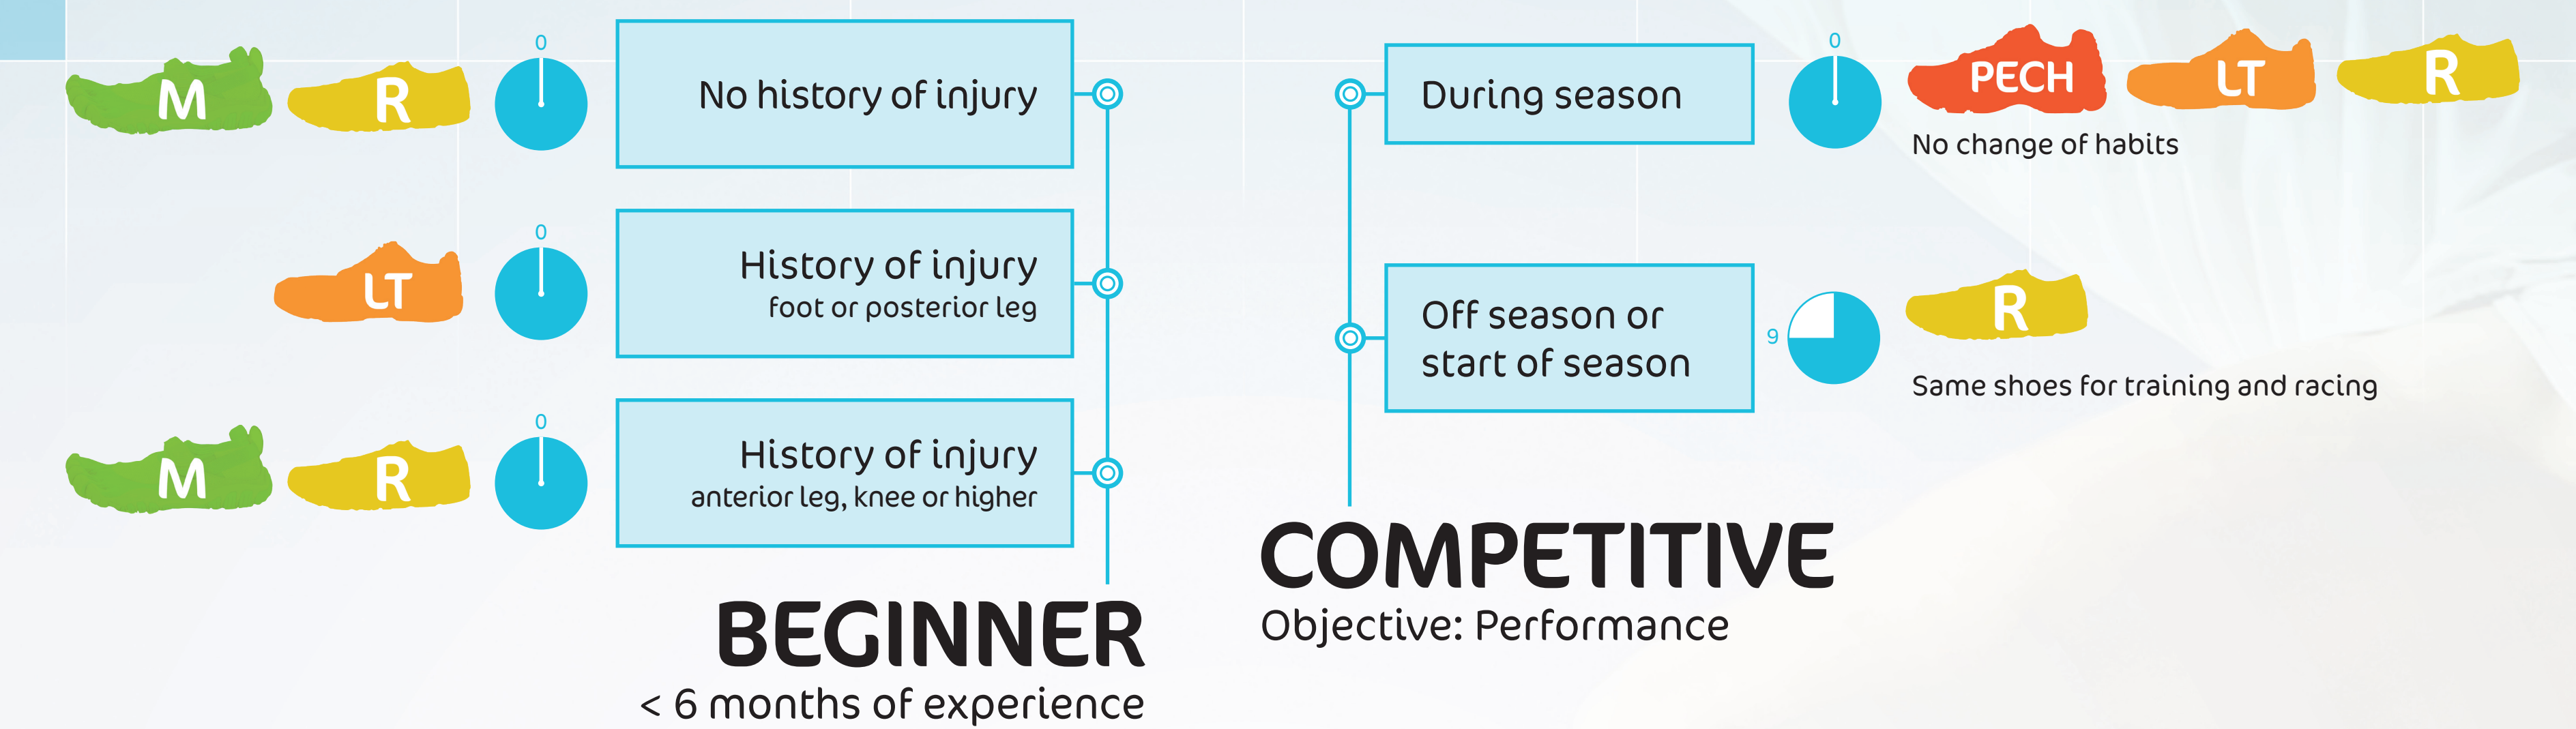 M R 0 No history of injury
LT 0 History of injury
foot or posterior leg
M R 0 History of injury
anterior leg, knee or higher
BEGINNER
< 6 months of experience
During season 0 PECH LT R
No change of habits
Off season or
start of season
9 R
Same shoes for training and racing
COMPETITIVE
Objective: Performance